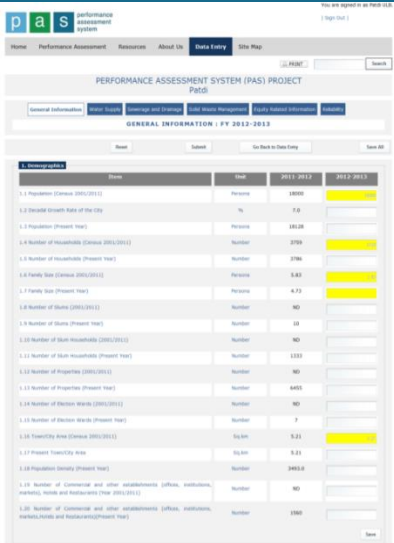 You are signed in as Patdi ULB
[ Sign Out ]
pas performance
assessment
system
Home Performance Assessment Resources About Us Data Entry Site Map
PRINT Search
PERFORMANCE ASSESSMENT SYSTEM (PAS) PROJECT
Patdi
General Information Water Supply Sewerage and Drainage Solid Waste Management Equity Related Information Reliability
GENERAL INFORMATION : FY 2012-2013
Reset Submit Go Back to Data Entry Save All
1. Demographics
Item Unit 2011-2012 2012-2013
1.1 Population (Census 2001/2011) Persons 18000
1.2 Decadal Growth Rate of the City % 7.0
1.3 Population (Present Year) Persons 18128
1.4 Number of Households (Census 2001/2011) Number 3755
1.5 Number of Households (Present Year) Number 3786
1.6 Family Size (Census 2001/2011) Persons 5.83
1.7 Family Size (Present Year) Persons 4.73
1.8 Number of Slums (2001/2011) Number ND
1.9 Number of Slums (Present Year) Number 10
1.10 Number of Slum Households (2001/2011) Number ND
1.11 Number of Slum Households (Present Year) Number 1333
1.12 Number of Properties (2001/2011) Number ND
1.13 Number of Properties (Present Year) Number 6455
1.14 Number of Election Wards (2001/2011) Number ND
1.15 Number of Election Wards (Present Year) Number 7
1.16 Town/City Area (Census 2001/2011) Sq.km 5.21
1.17 Present Town/City Area Sq.km 5.21
1.18 Population Density (Present Year) Number 3493.0
1.19 Number of Commercial and other establishments (offices, institutions,
markets), Hotels and Restaurants (Year 2001/2011) Number ND
1.20 Number of Commercial and other establishments (offices, institutions,
markets,Hotels and Restaurants)(Present Year) Number 1560
Save